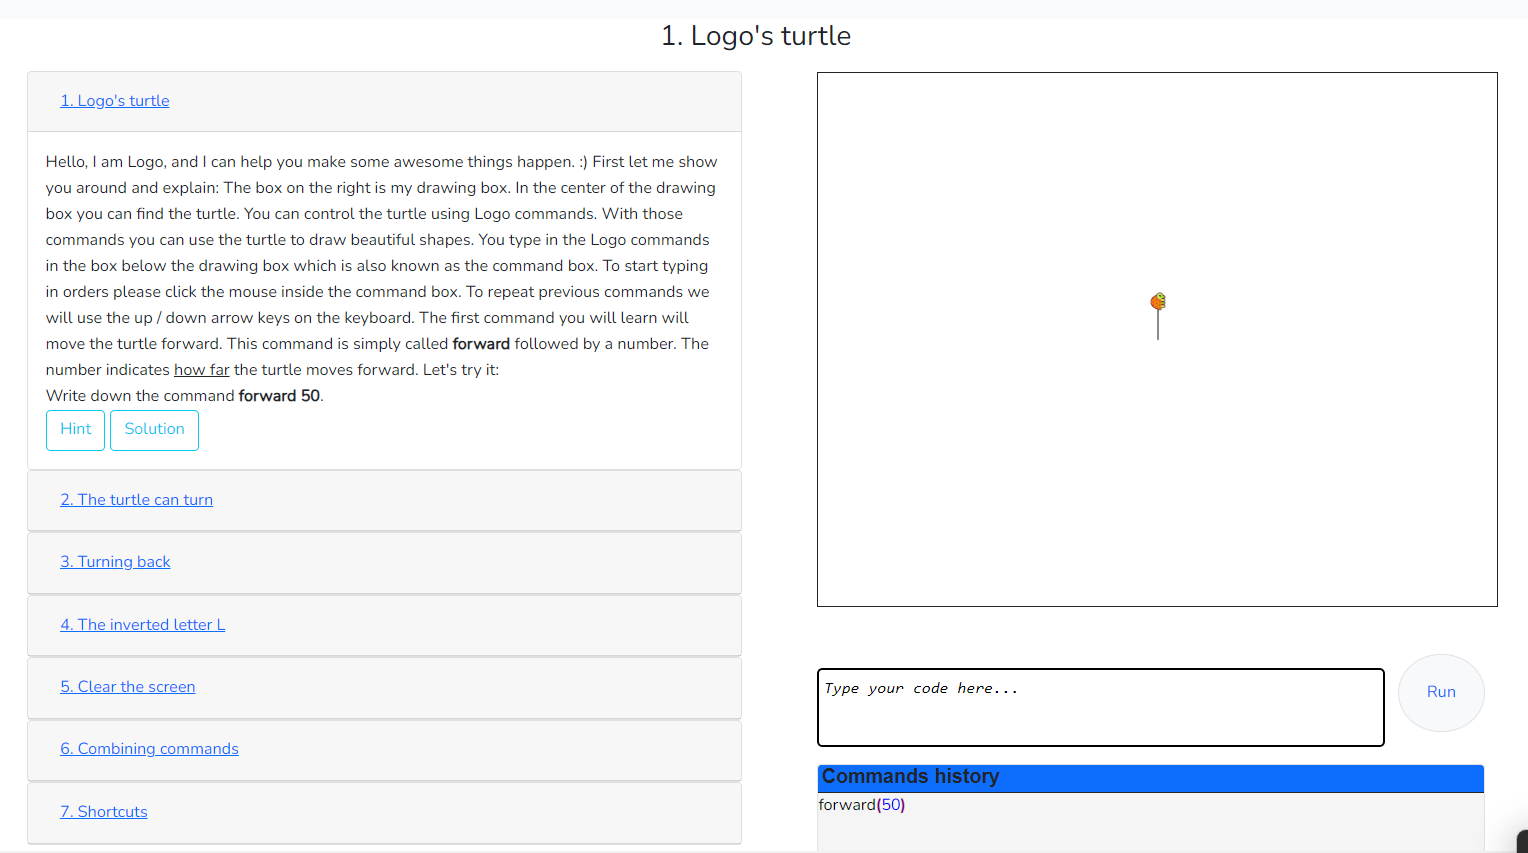 1. Logo's turtle
1. Logo's turtle
Hello, I am Logo, and I can help you make some awesome things happen. :) First let me show
you around and explain: The box on the right is my drawing box. In the center of the drawing
box you can find the turtle. You can control the turtle using Logo commands. With those
commands you can use the turtle to draw beautiful shapes. You type in the Logo commands
in the box below the drawing box which is also known as the command box. To start typing
in orders please click the mouse inside the command box. To repeat previous commands we
will use the up / down arrow keys on the keyboard. The first command you will learn will
move the turtle forward. This command is simply called forward followed by a number. The
number indicates how far the turtle moves forward. Let's try it:
Write down the command forward 50.
Hint Solution
2. The turtle can turn
3. Turning back
4. The inverted letter L
5. Clear the screen
6. Combining commands
7. Shortcuts
Type your code here...
Run
Commands history
forward(50)